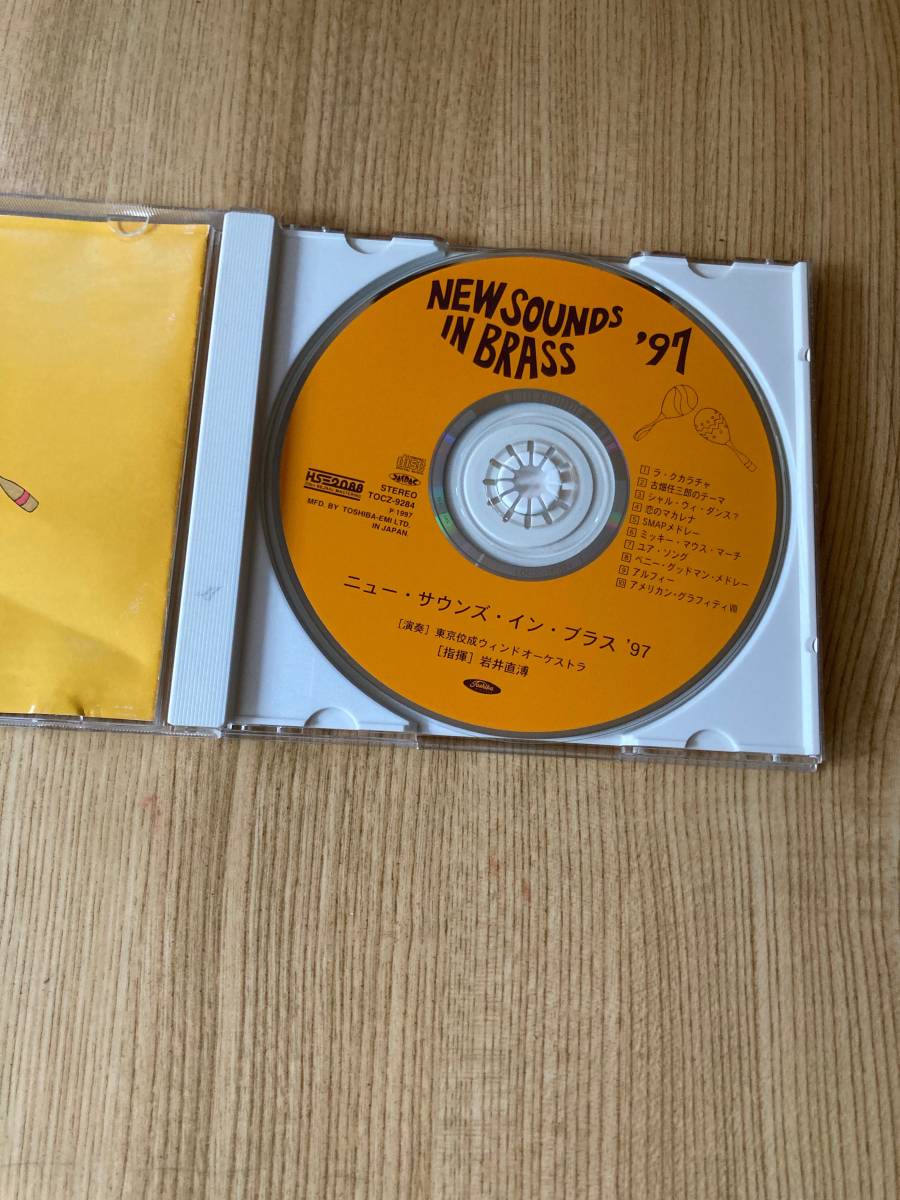 NEW SOUNDS
IN BRASS '97
HS2088
STEREO
TOCZ-9284
℗1997
MFD. BY TOSHIBA-EMI LTD.
IN JAPAN.
1 ラ・クカラチャ
2 古畑任三郎のテーマ
3 シャル・ウィ・ダンス?
4 恋のマカレナ
5 SMAPメドレー
6 ミッキー・マウス・マーチ
7 ユア・ソング
8 ベニー・グッドマン・メドレー
9 アルフィー
10 アメリカン・グラフィティⅧ
ニュー・サウンズ・イン・ブラス '97
[演奏] 東京佼成ウィンドオーケストラ
[指揮] 岩井直溥
Toshiba